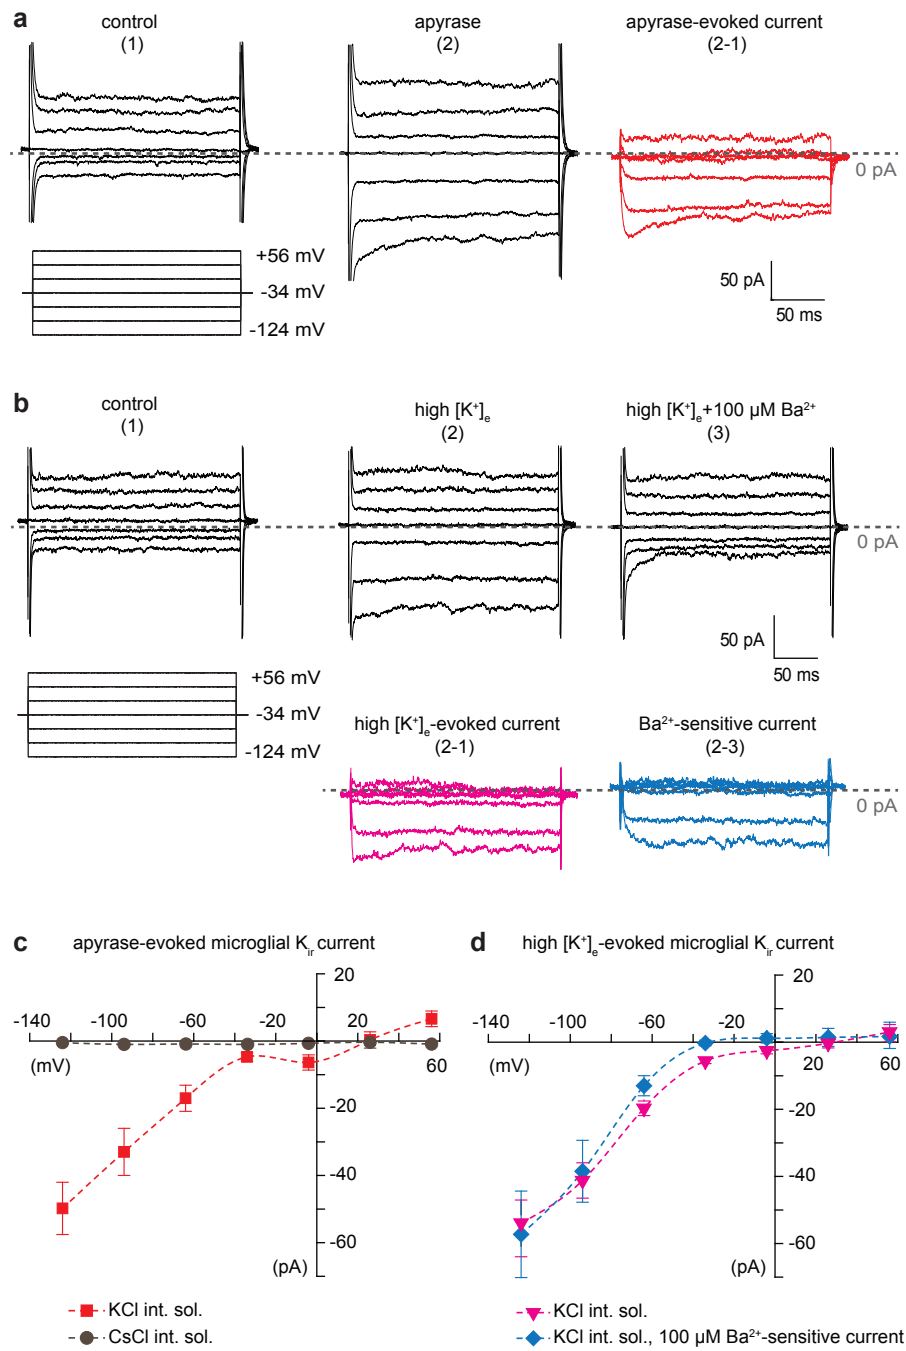 a
control
(1)
apyrase
(2)
apyrase-evoked current
(2-1)
0 pA
+56 mV
-34 mV
-124 mV
50 pA
50 ms
b
control
(1)
high [K⁺]ₑ
(2)
high [K⁺]ₑ+100 µM Ba²⁺
(3)
0 pA
+56 mV
-34 mV
-124 mV
50 pA
50 ms
high [K⁺]ₑ-evoked current
(2-1)
Ba²⁺-sensitive current
(2-3)
0 pA
c
apyrase-evoked microglial Kir current
20
-140 -100 -60 -20 20
(mV)
60
-20
-40
-60
(pA)
KCl int. sol.
CsCl int. sol.
d
high [K⁺]ₑ-evoked microglial Kir current
20
-140 -100 -60 -20 20
(mV)
60
-20
-40
-60
(pA)
KCl int. sol.
KCl int. sol., 100 µM Ba²⁺-sensitive current